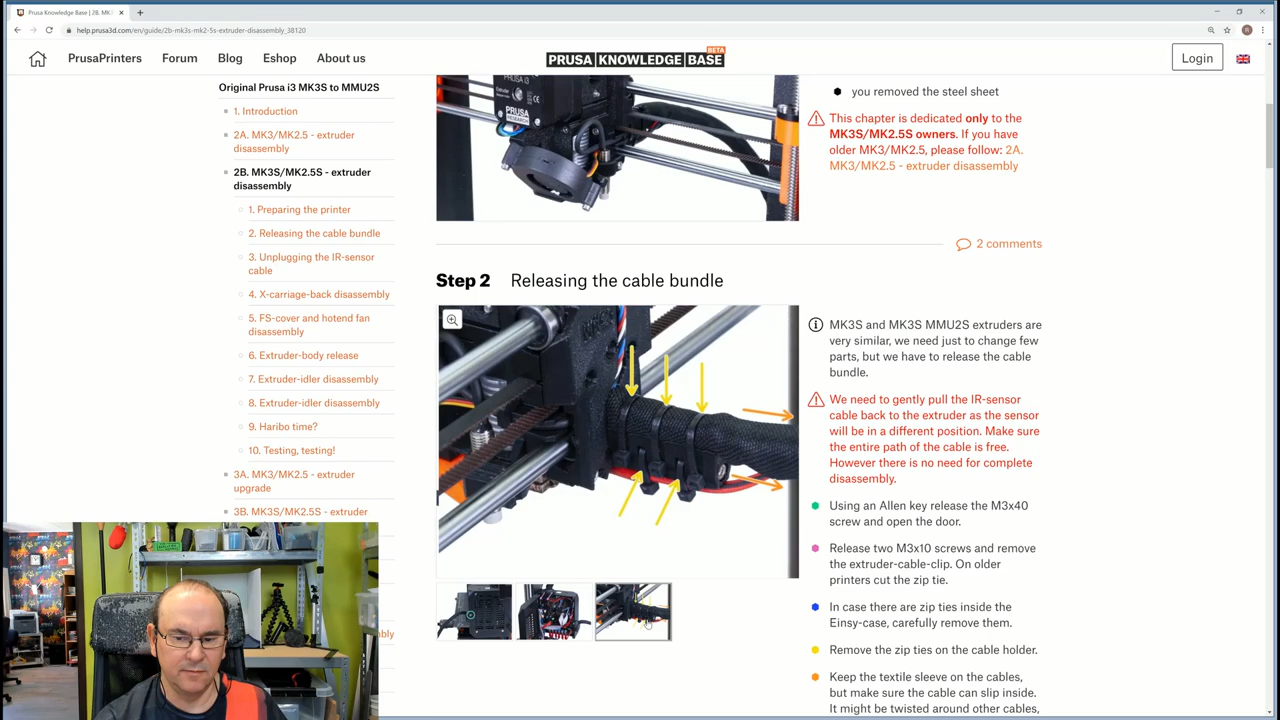 Prusa Knowledge Base | 2B. MK
help.prusa3d.com/en/guide/2b-mk3s-mk2-5s-extruder-disassembly_38120
PrusaPrinters
Forum
Blog
Eshop
About us
PRUSA KNOWLEDGE BASE
BETA
Login
Original Prusa i3 MK3S to MMU2S
1. Introduction
2A. MK3/MK2.5 - extruder
disassembly
2B. MK3S/MK2.5S - extruder
disassembly
1. Preparing the printer
2. Releasing the cable bundle
3. Unplugging the IR-sensor
cable
4. X-carriage-back disassembly
5. FS-cover and hotend fan
disassembly
6. Extruder-body release
7. Extruder-idler disassembly
8. Extruder-idler disassembly
9. Haribo time?
10. Testing, testing!
3A. MK3/MK2.5 - extruder
upgrade
3B. MK3S/MK2.5S - extruder
mbly
PRUSA i3
PRUSA
RESEARCH
you removed the steel sheet
This chapter is dedicated only to the
MK3S/MK2.5S owners. If you have
older MK3/MK2.5, please follow: 2A.
MK3/MK2.5 - extruder disassembly
2 comments
Step 2 Releasing the cable bundle
MK3S and MK3S MMU2S extruders are
very similar, we need just to change few
parts, but we have to release the cable
bundle.
We need to gently pull the IR-sensor
cable back to the extruder as the sensor
will be in a different position. Make sure
the entire path of the cable is free.
However there is no need for complete
disassembly.
Using an Allen key release the M3x40
screw and open the door.
Release two M3x10 screws and remove
the extruder-cable-clip. On older
printers cut the zip tie.
In case there are zip ties inside the
Einsy-case, carefully remove them.
Remove the zip ties on the cable holder.
Keep the textile sleeve on the cables,
but make sure the cable can slip inside.
It might be twisted around other cables,